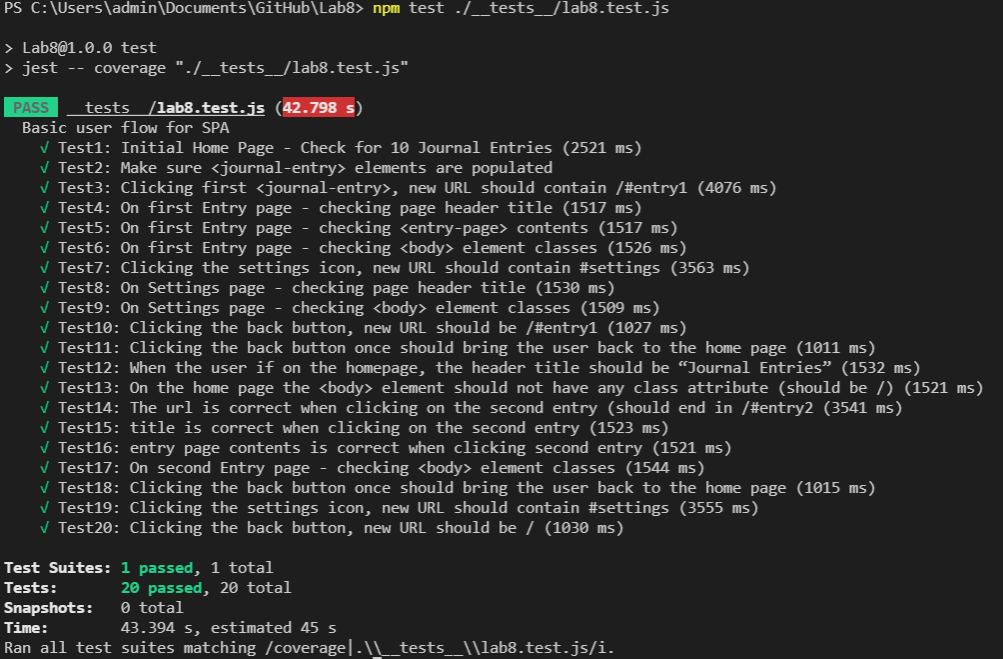 PS C:\Users\admin\Documents\GitHub\Lab8> npm test ./__tests__/lab8.test.js
> Lab8@1.0.0 test
> jest -- coverage "./__tests__/lab8.test.js"
PASS __tests__/lab8.test.js (42.798 s)
Basic user flow for SPA
√ Test1: Initial Home Page - Check for 10 Journal Entries (2521 ms)
√ Test2: Make sure <journal-entry> elements are populated
√ Test3: Clicking first <journal-entry>, new URL should contain /#entry1 (4076 ms)
√ Test4: On first Entry page - checking page header title (1517 ms)
√ Test5: On first Entry page - checking <entry-page> contents (1517 ms)
√ Test6: On first Entry page - checking <body> element classes (1526 ms)
√ Test7: Clicking the settings icon, new URL should contain #settings (3563 ms)
√ Test8: On Settings page - checking page header title (1530 ms)
√ Test9: On Settings page - checking <body> element classes (1509 ms)
√ Test10: Clicking the back button, new URL should be /#entry1 (1027 ms)
√ Test11: Clicking the back button once should bring the user back to the home page (1011 ms)
√ Test12: When the user if on the homepage, the header title should be “Journal Entries” (1532 ms)
√ Test13: On the home page the <body> element should not have any class attribute (should be /) (1521 ms)
√ Test14: The url is correct when clicking on the second entry (should end in /#entry2 (3541 ms)
√ Test15: title is correct when clicking on the second entry (1523 ms)
√ Test16: entry page contents is correct when clicking second entry (1521 ms)
√ Test17: On second Entry page - checking <body> element classes (1544 ms)
√ Test18: Clicking the back button once should bring the user back to the home page (1015 ms)
√ Test19: Clicking the settings icon, new URL should contain #settings (3555 ms)
√ Test20: Clicking the back button, new URL should be / (1030 ms)
Test Suites: 1 passed, 1 total
Tests: 20 passed, 20 total
Snapshots: 0 total
Time: 43.394 s, estimated 45 s
Ran all test suites matching /coverage|.\\__tests__\\lab8.test.js/i.